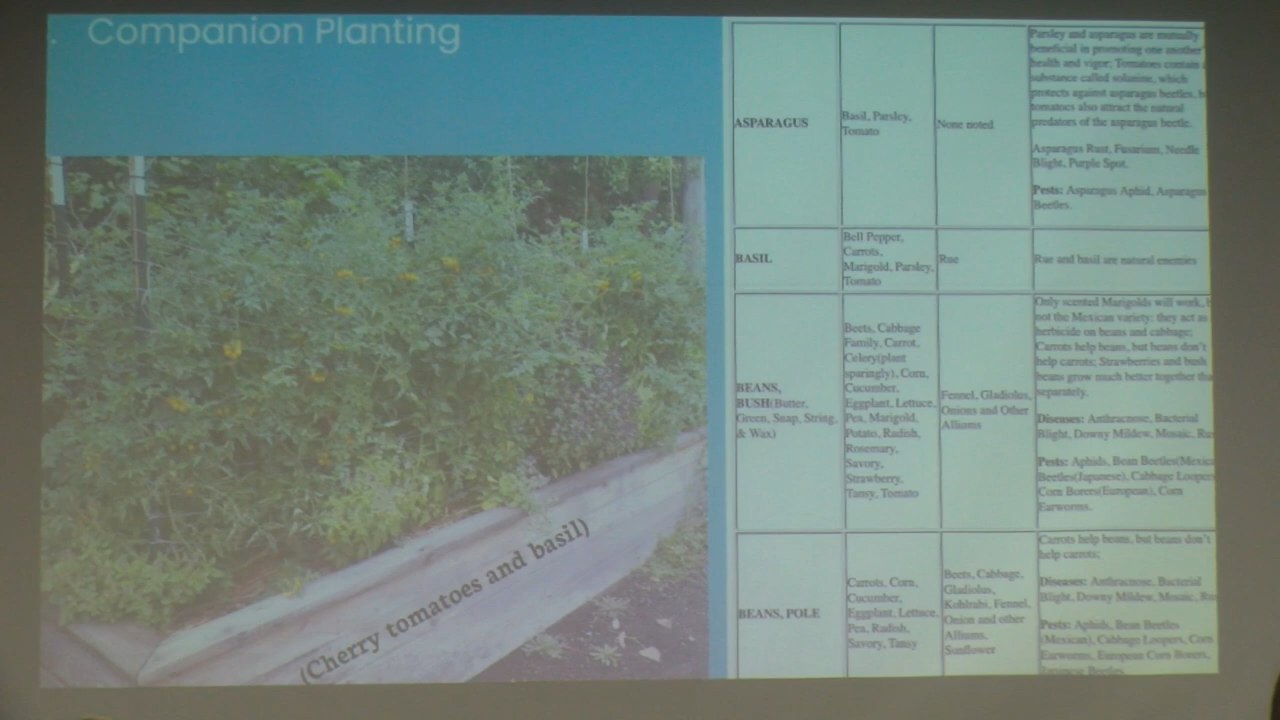 Companion Planting
(Cherry tomatoes and basil)
ASPARAGUS
Basil, Parsley,
Tomato
None noted
Parsley and asparagus are mutually
beneficial in promoting one another'
health and vigor; Tomatoes contain
substance called solanine, which
protects against asparagus beetles,
tomatoes also attract the natural
predators of the asparagus beetle.
Asparagus Rust, Fusarium, Needle
Blight, Purple Spot.
Pests: Asparagus Aphid, Asparagus
Beetles.
BASIL
Bell Pepper,
Carrots,
Marigold, Parsley,
Tomato
Rue
Rue and basil are natural enemies
BEANS,
BUSH(Butter,
Green, Snap, String,
& Wax)
Beets, Cabbage
Family, Carrot,
Celery(plant
sparingly), Corn,
Cucumber,
Eggplant, Lettuce,
Pea, Marigold,
Potato, Radish,
Rosemary,
Savory,
Strawberry,
Tansy, Tomato
Fennel, Gladiolus,
Onions and Other
Alliums
Only scented Marigolds will work,
not the Mexican variety: they act as
herbicide on beans and cabbage;
Carrots help beans, but beans don't
help carrots; Strawberries and bush
beans grow much better together
separately.
Diseases: Anthracnose, Bacterial
Blight, Downy Mildew, Mosaic,
Pests: Aphids, Bean Beetles(Mexica
Beetles(Japanese), Cabbage Loopers
Corn Borers(European), Corn
Earworms.
BEANS, POLE
Carrots, Corn,
Cucumber,
Eggplant, Lettuce,
Pea, Radish,
Savory, Tansy
Beets, Cabbage,
Gladiolus,
Kohlrabi, Fennel,
Onion and other
Alliums,
Sunflower
Carrots help beans, but beans don't
help carrots;
Diseases: Anthracnose, Bacterial
Blight, Downy Mildew, Mosaic,
Pests: Aphids, Bean Beetles
(Mexican), Cabbage Loopers, Corn
Earworms, European Corn Borers,
Japanese Beetles.